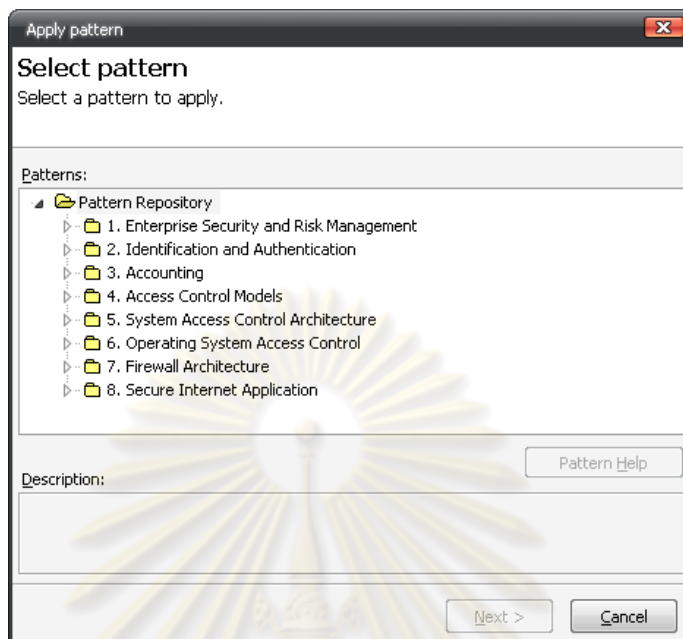 Apply pattern
Select pattern
Select a pattern to apply.
Patterns:
Pattern Repository
1. Enterprise Security and Risk Management
2. Identification and Authentication
3. Accounting
4. Access Control Models
5. System Access Control Architecture
6. Operating System Access Control
7. Firewall Architecture
8. Secure Internet Application
Pattern Help
Description:
Next >
Cancel